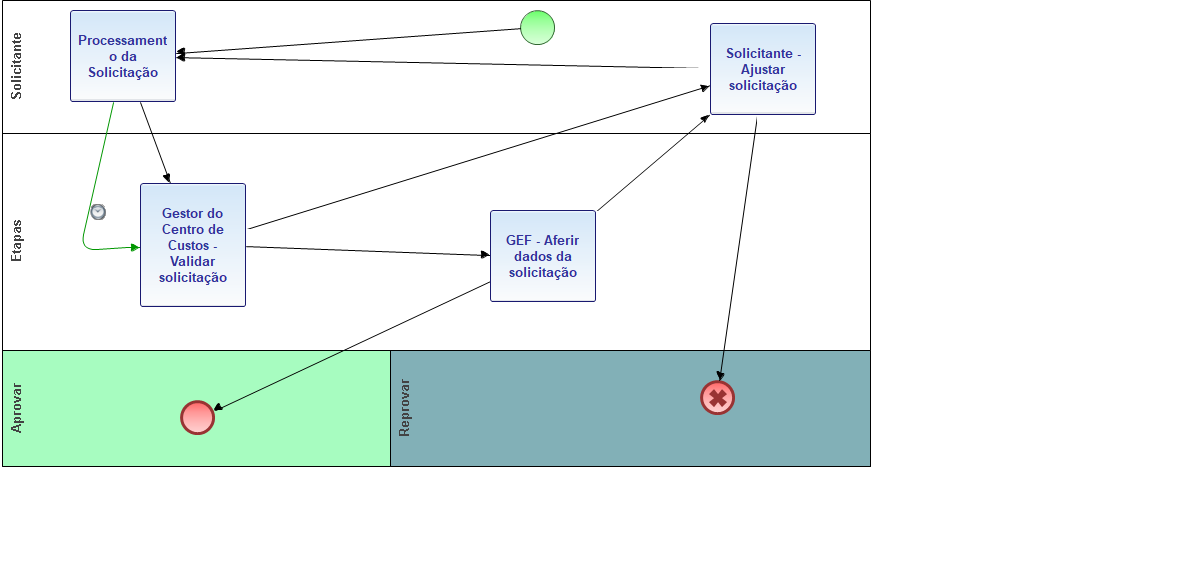 Solicitante
Processament
o da
Solicitação
Solicitante -
Ajustar
solicitação
Etapas
Gestor do
Centro de
Custos -
Validar
solicitação
GEF - Aferir
dados da
solicitação
Aprovar
Reprovar